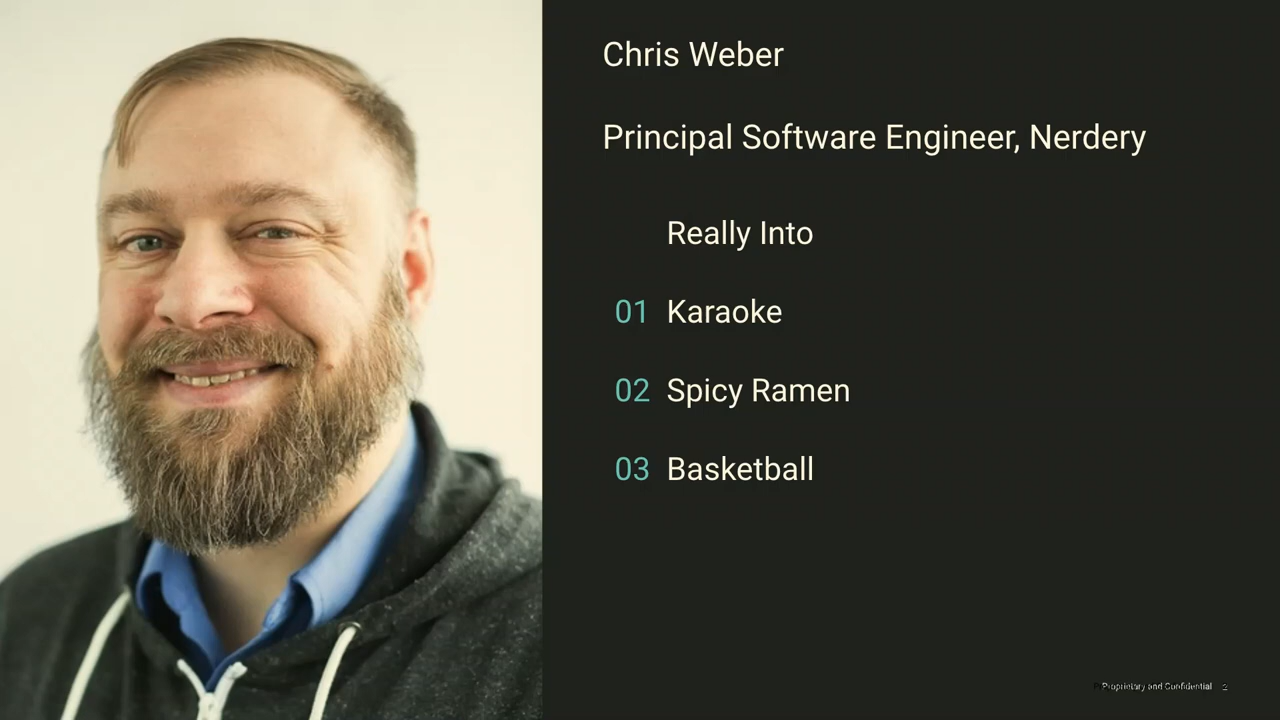 Chris Weber
Principal Software Engineer, Nerdery
Really Into
01 Karaoke
02 Spicy Ramen
03 Basketball
Proprietary and Confidential 2